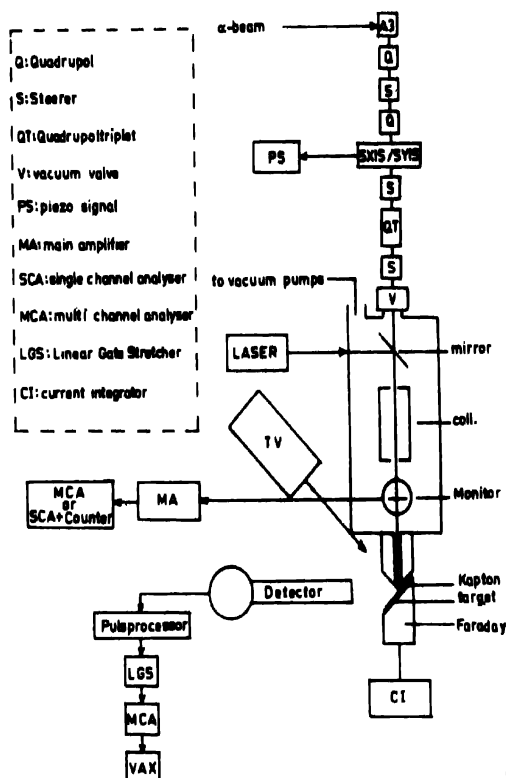 Q:Quadrupol
S:Steerer
QT:Quadrupoltriplet
V:vacuum valve
PS:piezo signal
MA:main amplifier
SCA:single channel analyser
MCA:multi channel analyser
LGS:Linear Gate Stretcher
CI:current integrator
α-beam
A3
Q
S
Q
PS
SXIS/SYIS
S
QT
S
to vacuum pumps
V
LASER
mirror
TV
coll.
MCA
or
SCA+Counter
MA
Monitor
Detector
Kapton
target
Faraday
Pulsprocessor
LGS
CI
MCA
VAX